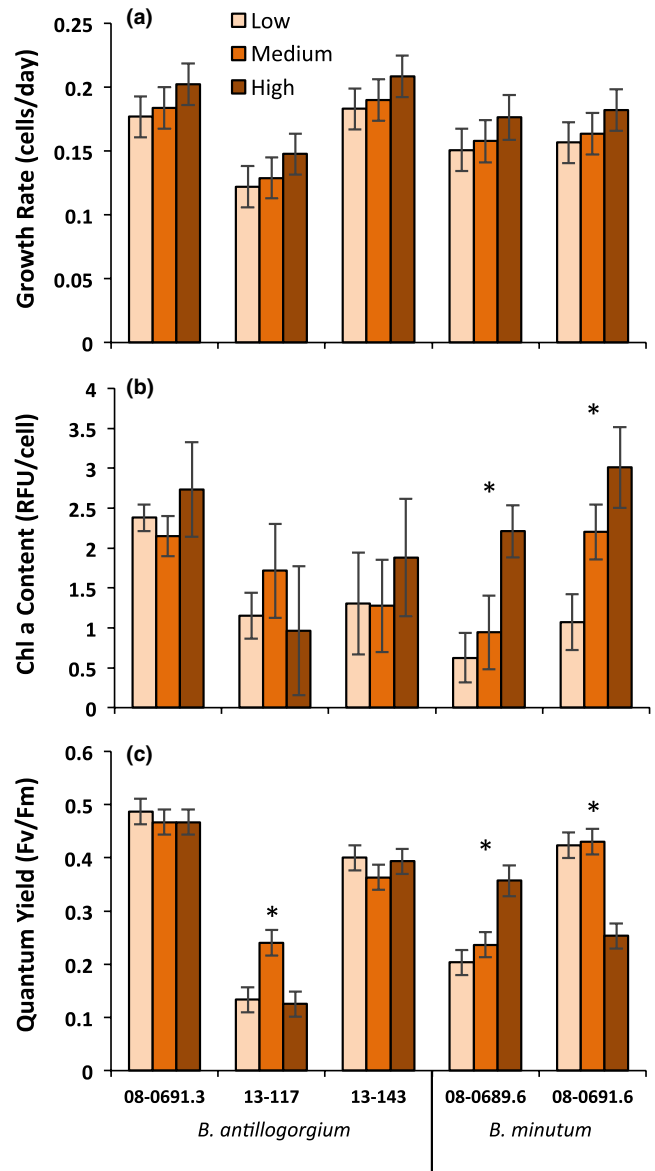 (a)
Low
Medium
High
Growth Rate (cells/day)
0.25
0.2
0.15
0.1
0.05
0
(b)
Chl a Content (RFU/cell)
4
3.5
3
2.5
2
1.5
1
0.5
0
*
*
(c)
Quantum Yield (Fv/Fm)
0.6
0.5
0.4
0.3
0.2
0.1
0
*
*
*
08-0691.3 13-117 13-143 08-0689.6 08-0691.6
B. antillogorgium B. minutum